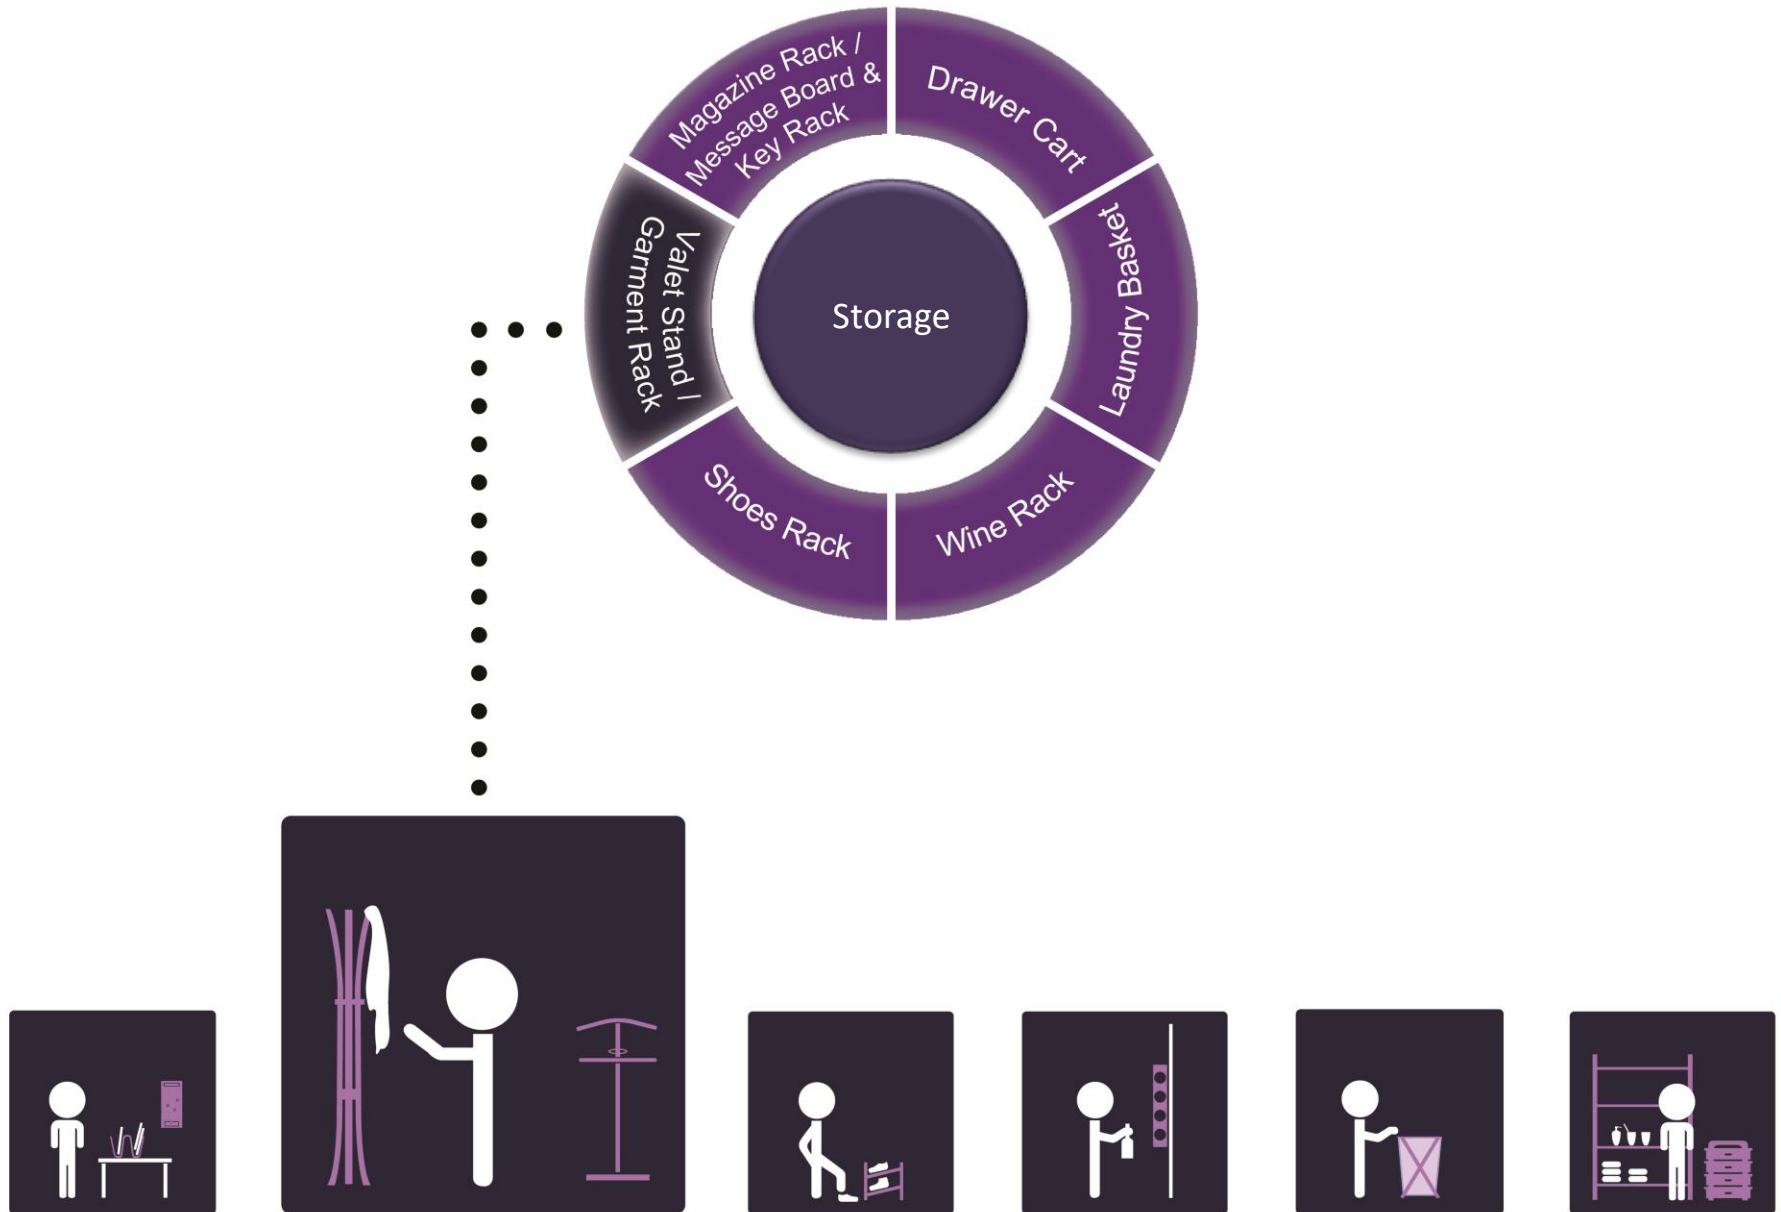 Magazine Rack /
Message Board &
Key Rack
Drawer Cart
Laundry Basket
Wine Rack
Shoes Rack
Valet Stand /
Garment Rack
Storage